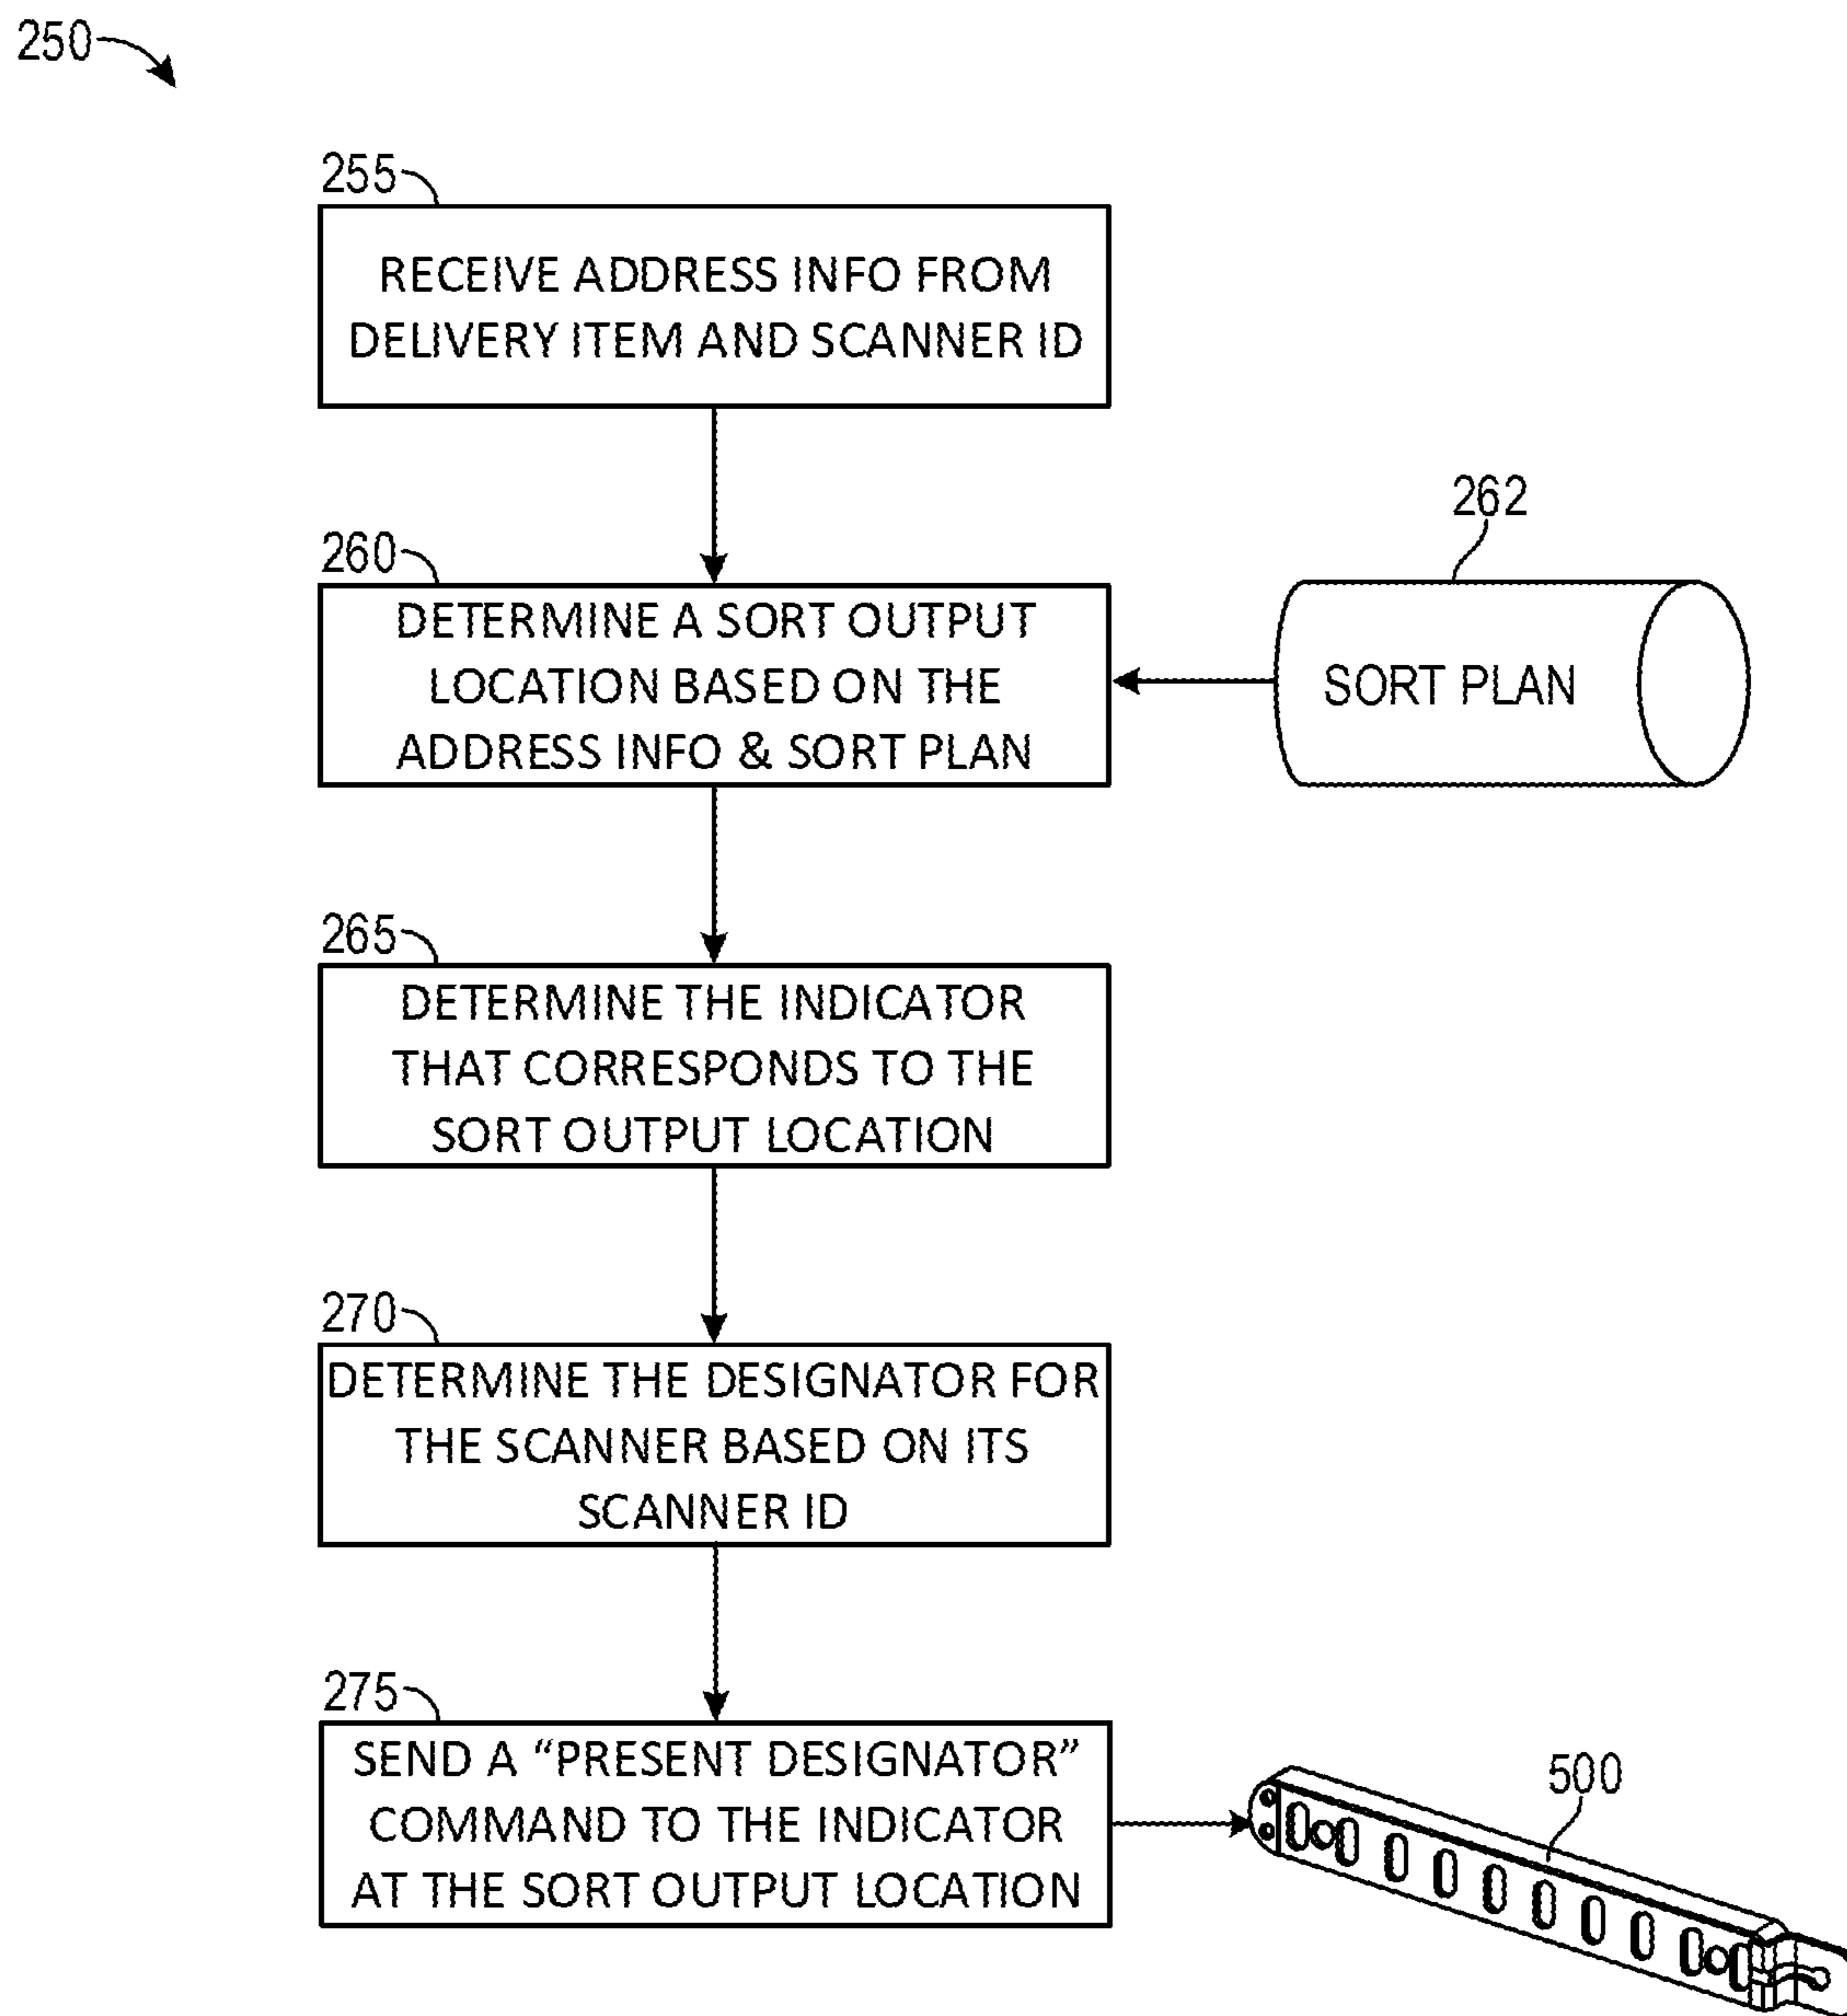 250
255
RECEIVE ADDRESS INFO FROM
DELIVERY ITEM AND SCANNER ID
262
260
DETERMINE A SORT OUTPUT
LOCATION BASED ON THE
ADDRESS INFO & SORT PLAN
SORT PLAN
265
DETERMINE THE INDICATOR
THAT CORRESPONDS TO THE
SORT OUTPUT LOCATION
270
DETERMINE THE DESIGNATOR FOR
THE SCANNER BASED ON ITS
SCANNER ID
275
SEND A “PRESENT DESIGNATOR”
COMMAND TO THE INDICATOR
AT THE SORT OUTPUT LOCATION
500